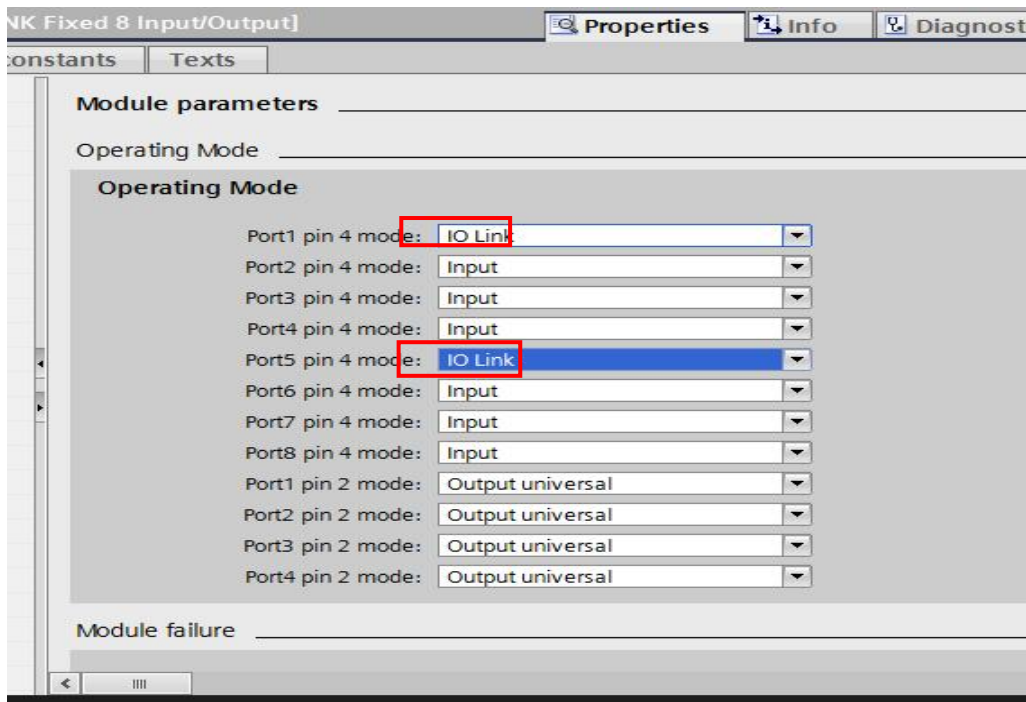 NK Fixed 8 Input/Output]
Properties Info Diagnost
constants Texts
Module parameters
Operating Mode
Operating Mode
Port1 pin 4 mode: IO Link
Port2 pin 4 mode: Input
Port3 pin 4 mode: Input
Port4 pin 4 mode: Input
Port5 pin 4 mode: IO Link
Port6 pin 4 mode: Input
Port7 pin 4 mode: Input
Port8 pin 4 mode: Input
Port1 pin 2 mode: Output universal
Port2 pin 2 mode: Output universal
Port3 pin 2 mode: Output universal
Port4 pin 2 mode: Output universal
Module failure